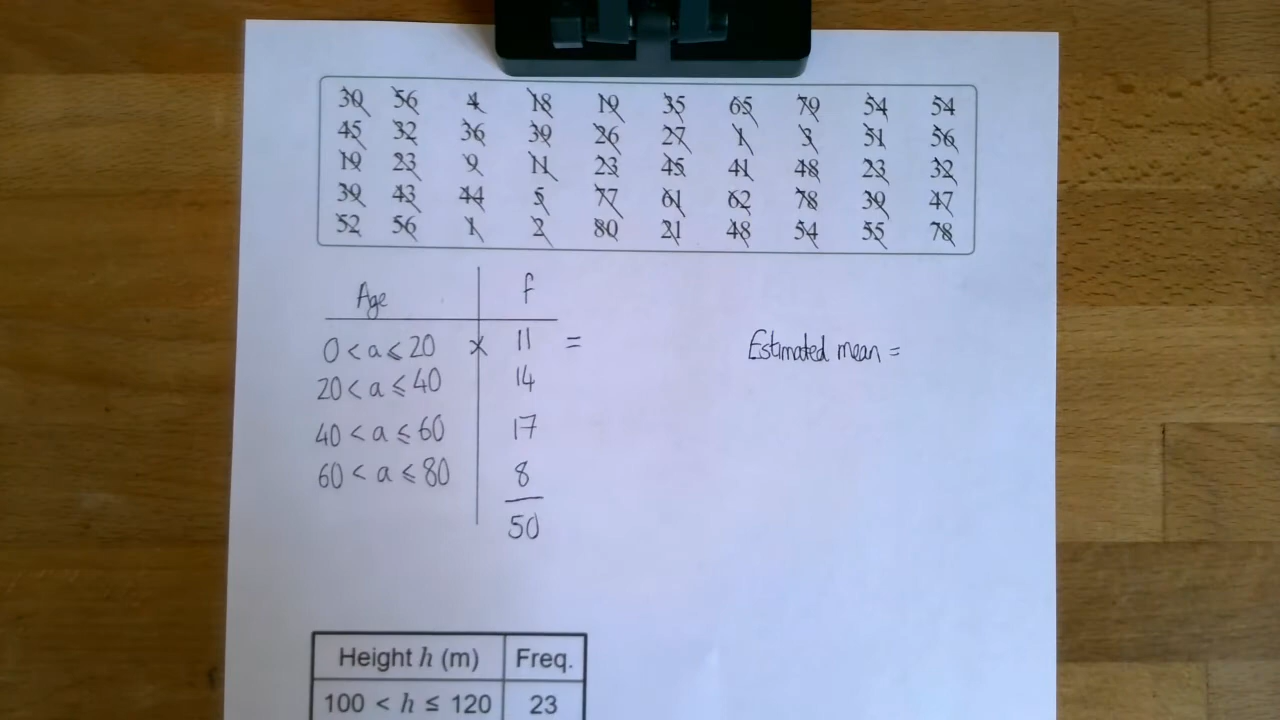 30 56 4 18 19 35 65 79 54 54
45 32 36 39 26 27 1 3 51 56
19 23 9 11 23 45 41 48 23 32
39 43 44 5 77 61 62 78 39 47
52 56 1 2 80 21 48 54 55 78
Age f
0 < a ≤ 20 × 11 =
20 < a ≤ 40 14
40 < a ≤ 60 17
60 < a ≤ 80 8
50
Estimated mean =
Height h (m) Freq.
100 < h ≤ 120 23